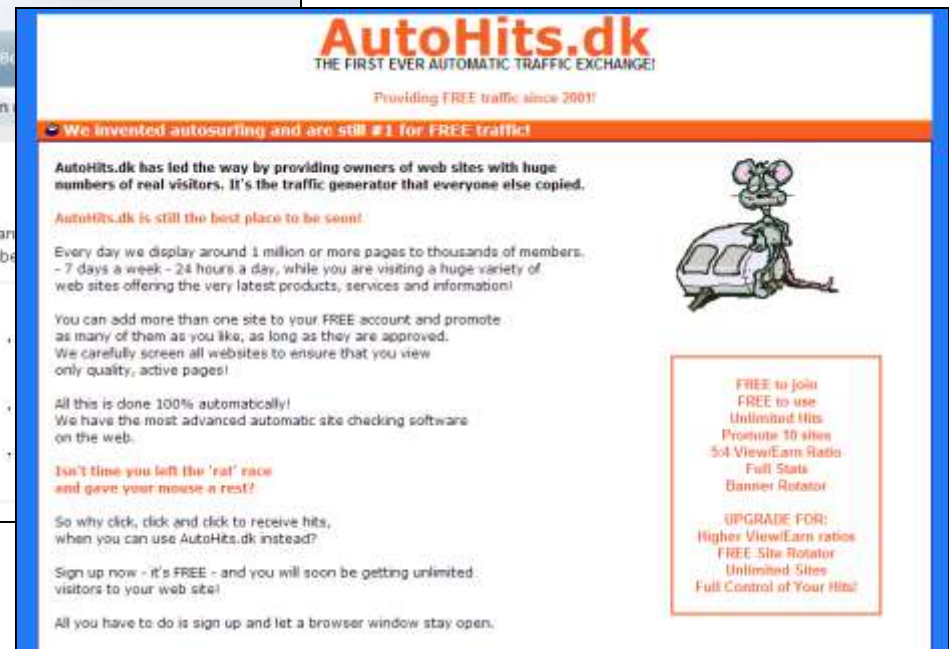 AutoHits.dk
THE FIRST EVER AUTOMATIC TRAFFIC EXCHANGE!
Providing FREE traffic since 2001!
We invented autosurfing and are still #1 for FREE traffic!
AutoHits.dk has led the way by providing owners of web sites with huge
numbers of real visitors. It's the traffic generator that everyone else copied.
AutoHits.dk is still the best place to be seen!
Every day we display around 1 million or more pages to thousands of members.
- 7 days a week - 24 hours a day, while you are visiting a huge variety of
web sites offering the very latest products, services and information!
You can add more than one site to your FREE account and promote
as many of them as you like, as long as they are approved.
We carefully screen all websites to ensure that you view
only quality, active pages!
All this is done 100% automatically!
We have the most advanced automatic site checking software
on the web.
Isn't time you left the 'rat' race
and gave your mouse a rest?
So why click, click and click to receive hits,
when you can use AutoHits.dk instead?
Sign up now - it's FREE - and you will soon be getting unlimited
visitors to your web site!
All you have to do is sign up and let a browser window stay open.
FREE to join
FREE to use
Unlimited Hits
Promote 10 sites
5:4 View/Earn Ratio
Full Stats
Banner Rotator
UPGRADE FOR:
Higher View/Earn ratios
FREE Site Rotator
Unlimited Sites
Full Control of Your Hits!